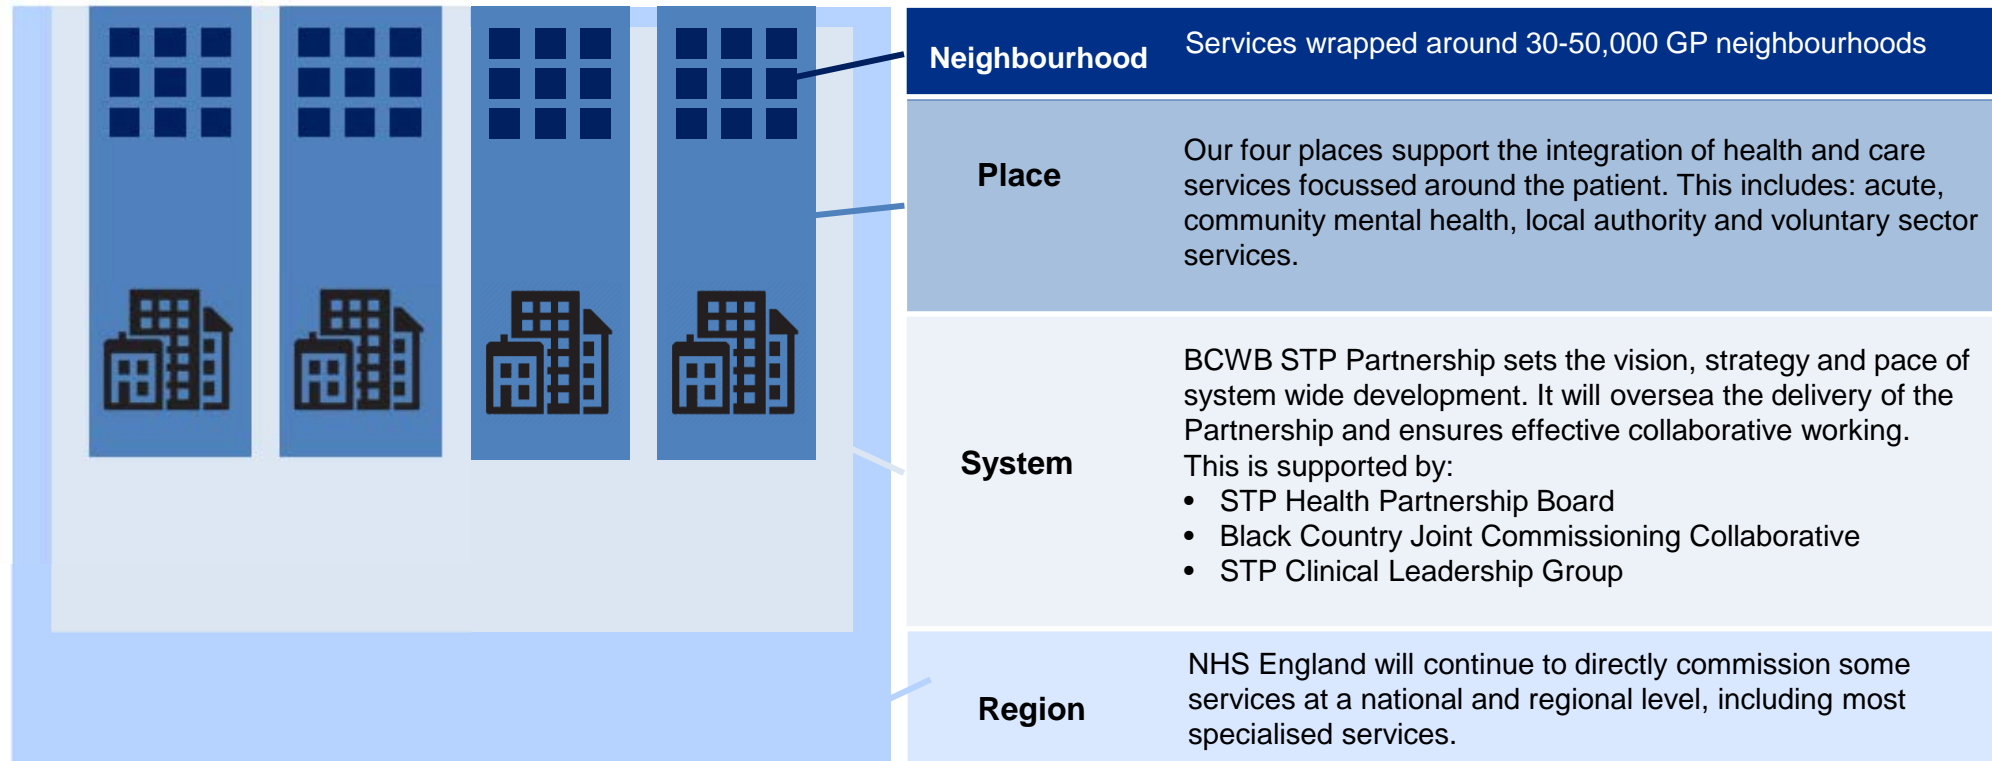 Neighbourhood
Services wrapped around 30-50,000 GP neighbourhoods
Place
Our four places support the integration of health and care
services focussed around the patient. This includes: acute,
community mental health, local authority and voluntary sector
services.
System
BCWB STP Partnership sets the vision, strategy and pace of
system wide development. It will oversea the delivery of the
Partnership and ensures effective collaborative working.
This is supported by:
• STP Health Partnership Board
• Black Country Joint Commissioning Collaborative
• STP Clinical Leadership Group
Region
NHS England will continue to directly commission some
services at a national and regional level, including most
specialised services.